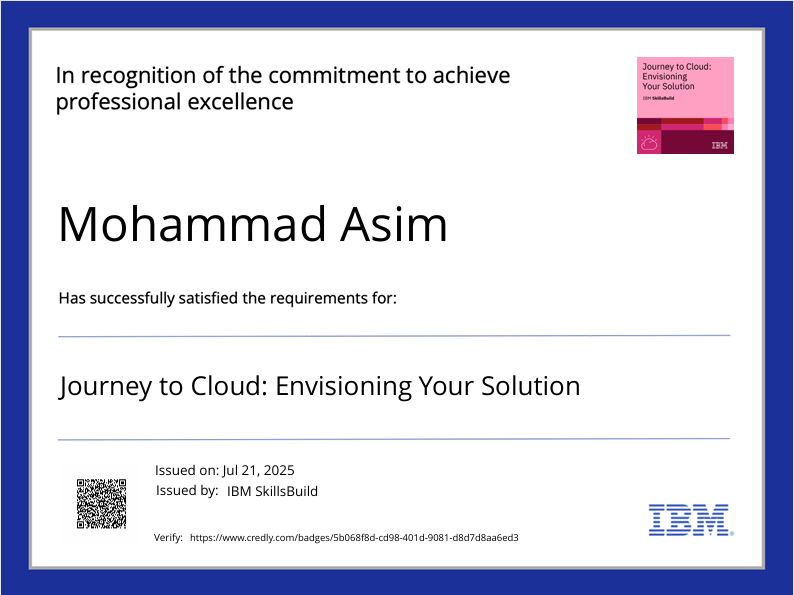 In recognition of the commitment to achieve
professional excellence
Journey to Cloud:
Envisioning
Your Solution
IBM SkillsBuild
IBM
Mohammad Asim
Has successfully satisfied the requirements for:
Journey to Cloud: Envisioning Your Solution
Issued on: Jul 21, 2025
Issued by: IBM SkillsBuild
Verify: https://www.credly.com/badges/5b068f8d-cd98-401d-9081-d8d7d8aa6ed3
IBM®